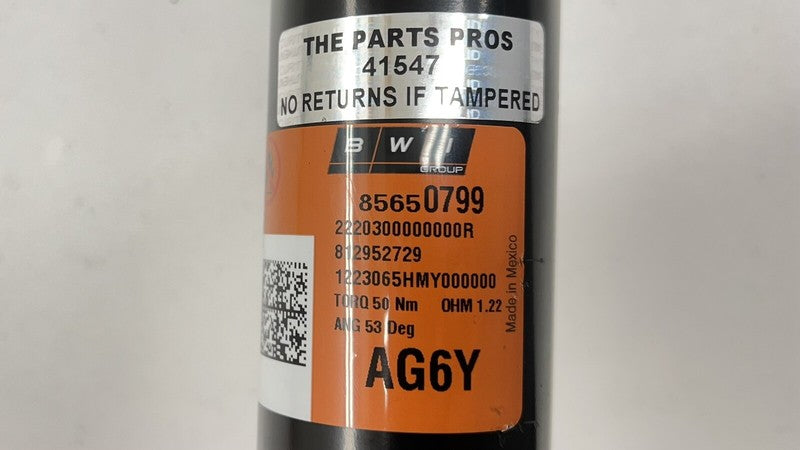 THE PARTS PROS
41547
NO RETURNS IF TAMPERED
BWI
GROUP
85650799
2220300000000R
812952729
1223065HMY000000
TORQ 50 Nm OHM 1.22
ANG 53 Deg
AG6Y
Made in Mexico